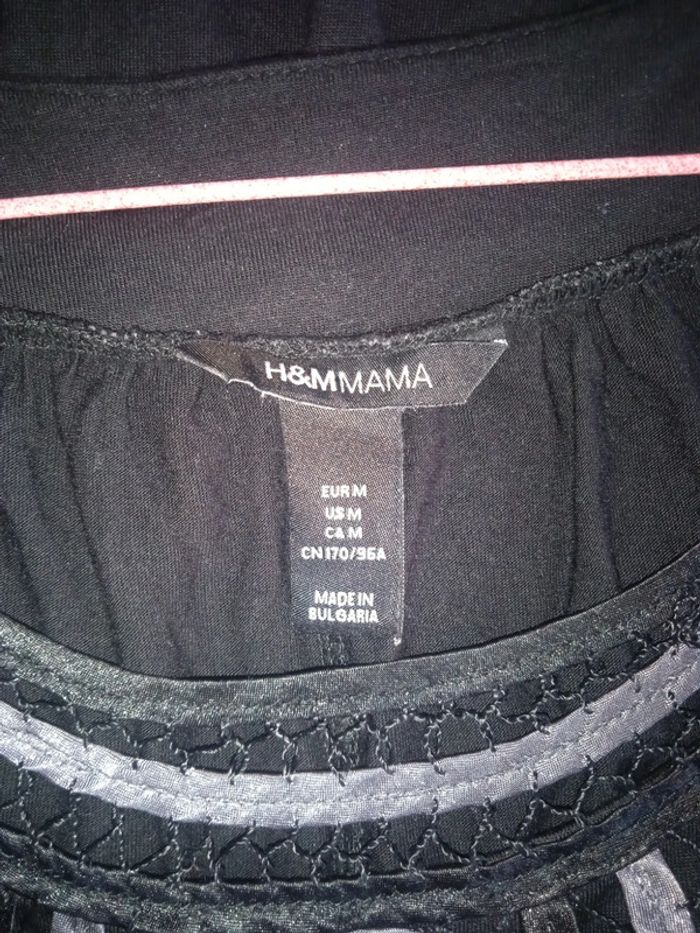 H&MMAMA
EUR M
US M
CA M
CN 170/96A
MADE IN
BULGARIA